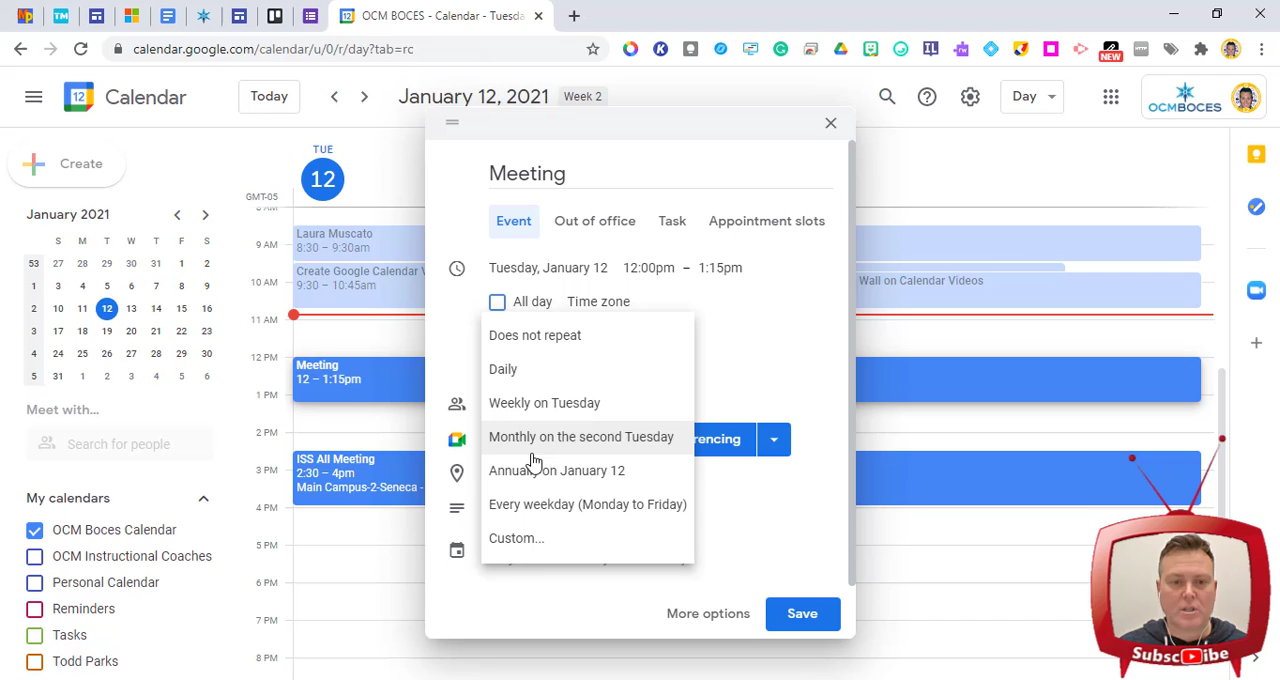 OCM BOCES - Calendar - Tuesda
calendar.google.com/calendar/u/0/r/day?tab=rc
NEW
Calendar
Today
January 12, 2021
Week 2
Day
OCMBOCES
Create
TUE
12
GMT-05
January 2021
S M T W T F S
53 27 28 29 30 31 1 2
1 3 4 5 6 7 8 9
2 10 11 12 13 14 15 16
3 17 18 19 20 21 22 23
4 24 25 26 27 28 29 30
5 31 1 2 3 4 5 6
Meet with...
Search for people
My calendars
OCM Boces Calendar
OCM Instructional Coaches
Personal Calendar
Reminders
Tasks
Todd Parks
9 AM
10 AM
11 AM
12 PM
1 PM
2 PM
3 PM
4 PM
5 PM
6 PM
7 PM
8 PM
Laura Muscato
8:30 – 9:30am
Create Google Calendar V
9:30 – 10:45am
Wall on Calendar Videos
Meeting
12 – 1:15pm
ISS All Meeting
2:30 – 4pm
Main Campus-2-Seneca -
Meeting
Event
Out of office
Task
Appointment slots
Tuesday, January 12 12:00pm – 1:15pm
All day Time zone
Does not repeat
Daily
Weekly on Tuesday
Monthly on the second Tuesday
rencing
Annually on January 12
Every weekday (Monday to Friday)
Custom...
More options
Save
Subscribe